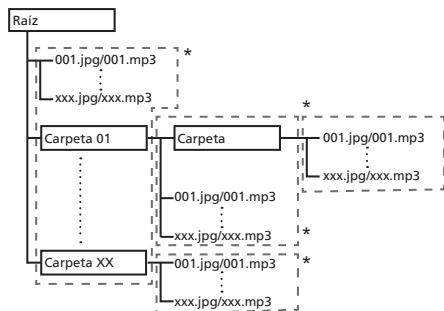 Raíz
001.jpg/001.mp3 *
xxx.jpg/xxx.mp3
Carpeta 01
Carpeta
*
001.jpg/001.mp3
xxx.jpg/xxx.mp3
001.jpg/001.mp3
xxx.jpg/xxx.mp3 *
Carpeta XX
001.jpg/001.mp3 *
xxx.jpg/xxx.mp3